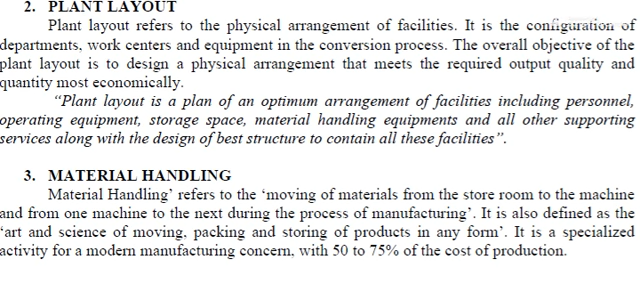 2. PLANT LAYOUT
Plant layout refers to the physical arrangement of facilities. It is the configuration of
departments, work centers and equipment in the conversion process. The overall objective of the
plant layout is to design a physical arrangement that meets the required output quality and
quantity most economically.
“Plant layout is a plan of an optimum arrangement of facilities including personnel,
operating equipment, storage space, material handling equipments and all other supporting
services along with the design of best structure to contain all these facilities”.
3. MATERIAL HANDLING
Material Handling’ refers to the ‘moving of materials from the store room to the machine
and from one machine to the next during the process of manufacturing’. It is also defined as the
‘art and science of moving, packing and storing of products in any form’. It is a specialized
activity for a modern manufacturing concern, with 50 to 75% of the cost of production.